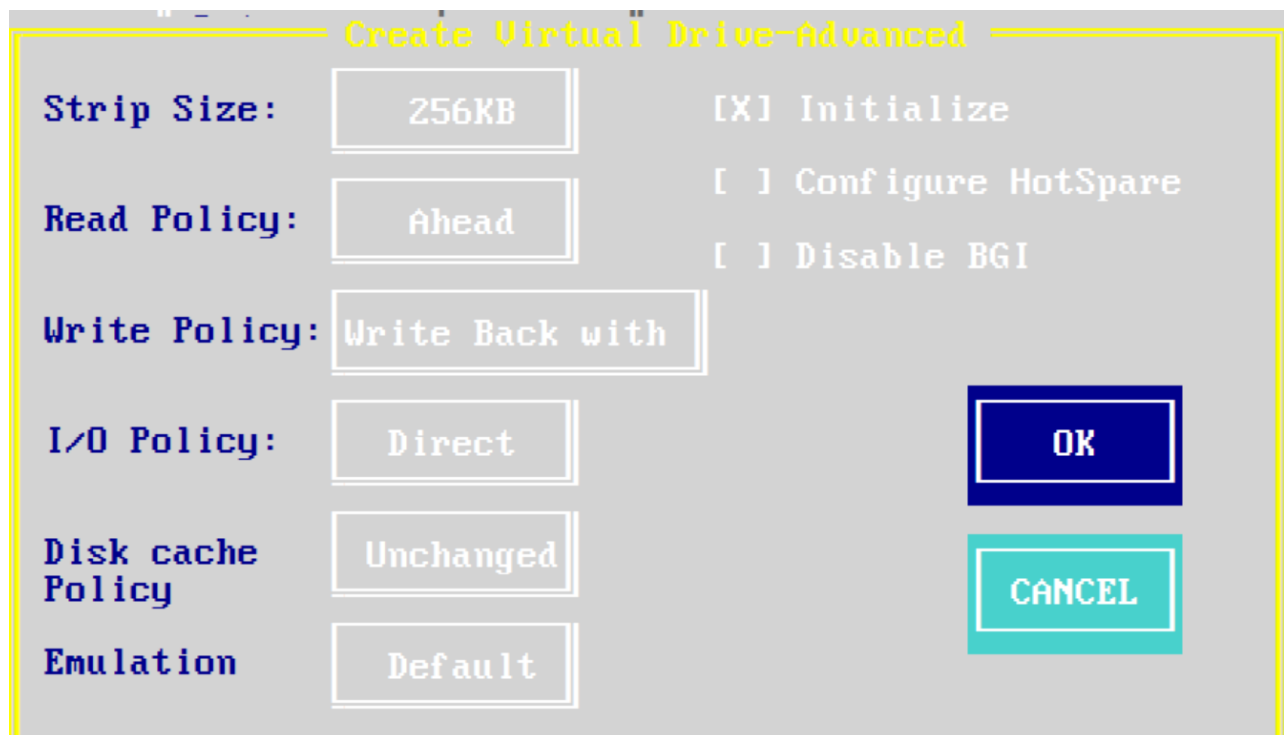 Create Virtual Drive-Advanced
Strip Size: 256KB [X] Initialize
[ ] Configure HotSpare
Read Policy: Ahead
[ ] Disable BGI
Write Policy: Write Back with
I/O Policy: Direct OK
Disk cache Policy Unchanged
CANCEL
Emulation Default